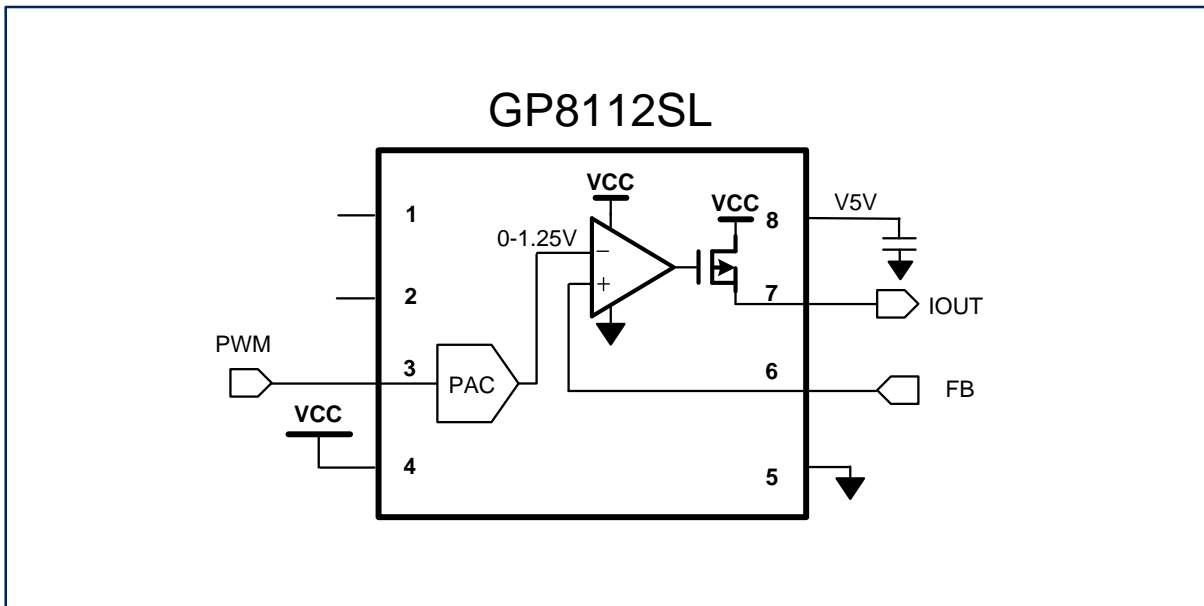 GP8112SL
VCC
VCC
1
8
V5V
0-1.25V
−
+
2
7
IOUT
PWM
3
PAC
6
FB
VCC
4
5